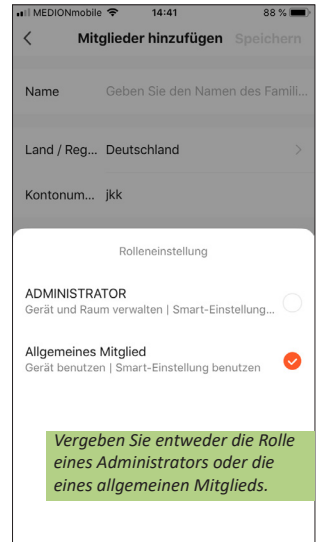 MEDIONmobile 14:41 88 %
Mitglieder hinzufügen Speichern
Name Geben Sie den Namen des Famili...
Land / Reg... Deutschland
Kontonum... jkk
Rolleneinstellung
ADMINISTRATOR
Gerät und Raum verwalten | Smart-Einstellung...
Allgemeines Mitglied
Gerät benutzen | Smart-Einstellung benutzen
Vergeben Sie entweder die Rolle
eines Administrators oder die
eines allgemeinen Mitglieds.